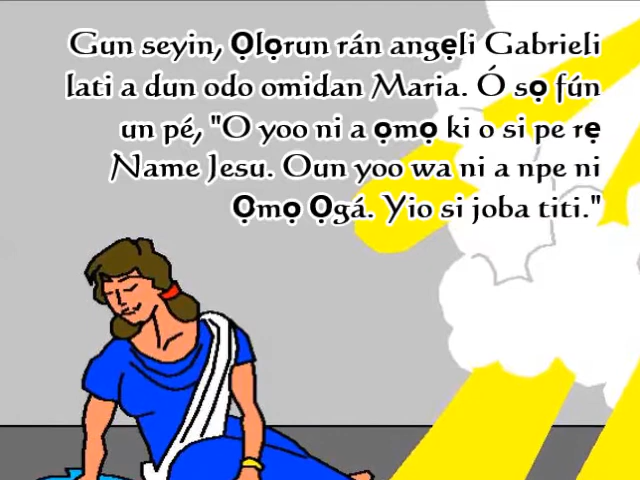 Gun seyin, Ọlọrun rán angẹli Gabrieli
lati a dun odo omidan Maria. Ó sọ fún
un pé, "O yoo ni a ọmọ ki o si pe rẹ
Name Jesu. Oun yoo wa ni a npe ni
Ọmọ Ọgá. Yio si joba titi."